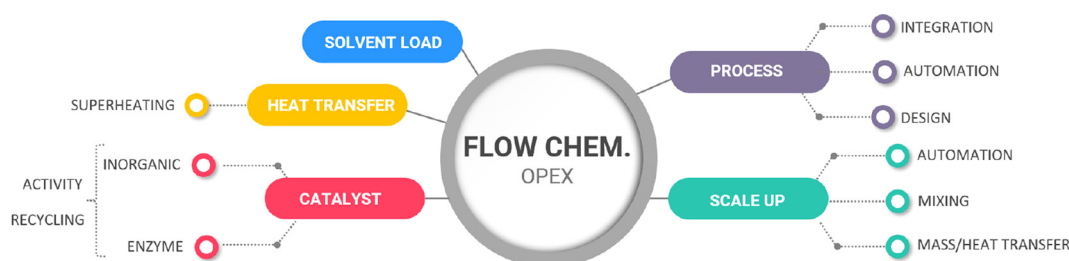 SOLVENT LOAD
HEAT TRANSFER
SUPERHEATING
CATALYST
INORGANIC
ENZYME
ACTIVITY
RECYCLING
FLOW CHEM.
OPEX
PROCESS
INTEGRATION
AUTOMATION
DESIGN
SCALE UP
AUTOMATION
MIXING
MASS/HEAT TRANSFER